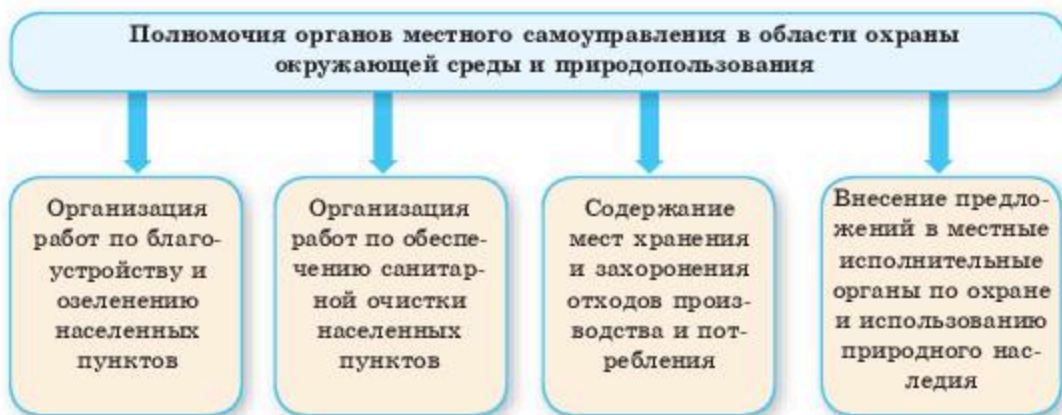 Полномочия органов местного самоуправления в области охраны
окружающей среды и природопользования
Организация
работ по благо-
устройству и
озеленению
населенных
пунктов
Организация
работ по обеспе-
чению санитар-
ной очистки
населенных
пунктов
Содержание
мест хранения
и захоронения
отходов произ-
водства и пот-
ребления
Внесение предло-
жений в местные
исполнительные
органы по охране
и использованию
природного нас-
ледия